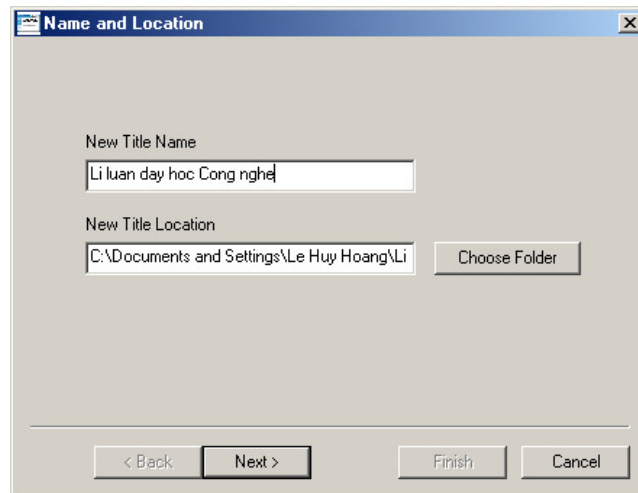 Name and Location
New Title Name
Li luan day hoc Cong nghe
New Title Location
C:\Documents and Settings\Le Huy Hoang\Li
Choose Folder
< Back Next > Finish Cancel